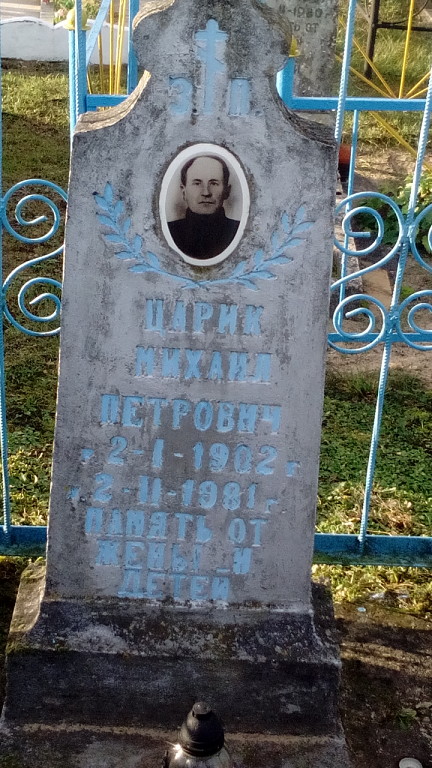 З П
ЦАРИК
МИХАИЛ
ПЕТРОВИЧ
г 2-I-1902 г
г 2-II-1981 г
ПАМЯТЬ ОТ
ЖЕНЫ И
ДЕТЕЙ